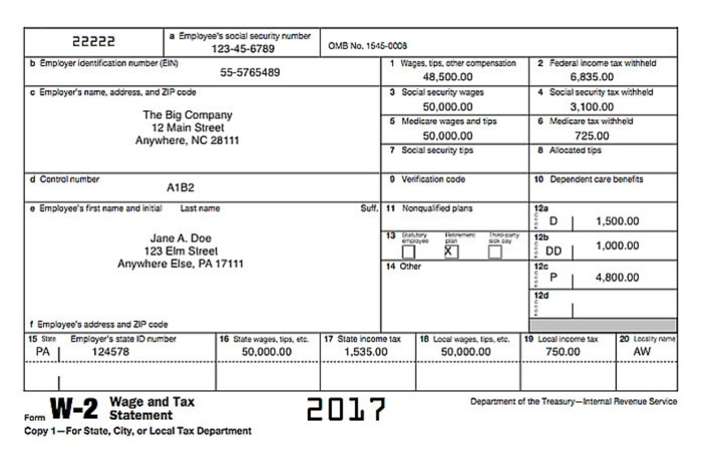 22222
a Employee's social security number
123-45-6789
OMB No. 1545-0008
b Employer identification number (EIN)
55-5765489
1 Wages, tips, other compensation
48,500.00
2 Federal income tax withheld
6,835.00
c Employer's name, address, and ZIP code
The Big Company
12 Main Street
Anywhere, NC 28111
3 Social security wages
50,000.00
4 Social security tax withheld
3,100.00
5 Medicare wages and tips
50,000.00
6 Medicare tax withheld
725.00
7 Social security tips
8 Allocated tips
d Control number
A1B2
9 Verification code
10 Dependent care benefits
e Employee's first name and initial Last name Suff.
Jane A. Doe
123 Elm Street
Anywhere Else, PA 17111
11 Nonqualified plans
12a
Code
D 1,500.00
13 Statutory employee Retirement plan Third-party sick pay
X
12b
Code
DD 1,000.00
14 Other
12c
Code
P 4,800.00
12d
Code
f Employee's address and ZIP code
15 State Employer's state ID number
PA 124578
16 State wages, tips, etc.
50,000.00
17 State income tax
1,535.00
18 Local wages, tips, etc.
50,000.00
19 Local income tax
750.00
20 Locality name
AW
Form W-2 Wage and Tax Statement
2017
Department of the Treasury—Internal Revenue Service
Copy 1—For State, City, or Local Tax Department